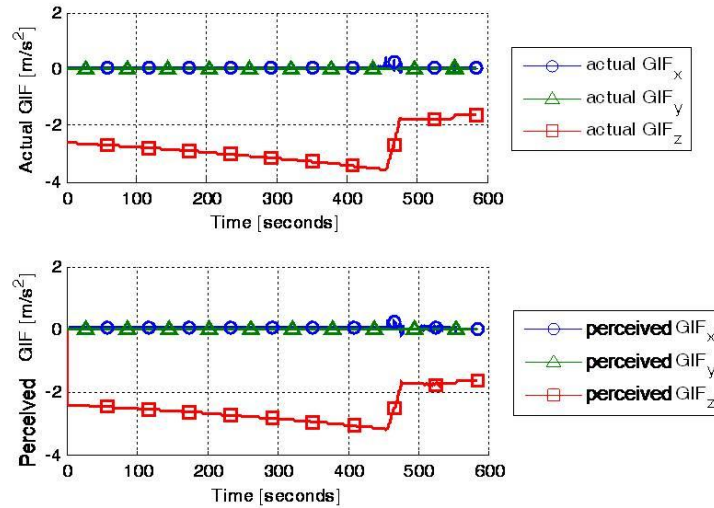 Actual GIF [m/s²]
2
0
-2
-4
0 100 200 300 400 500 600
Time [seconds]
actual GIFx
actual GIFy
actual GIFz
Perceived GIF [m/s²]
2
0
-2
-4
0 100 200 300 400 500 600
Time [seconds]
perceived GIFx
perceived GIFy
perceived GIFz